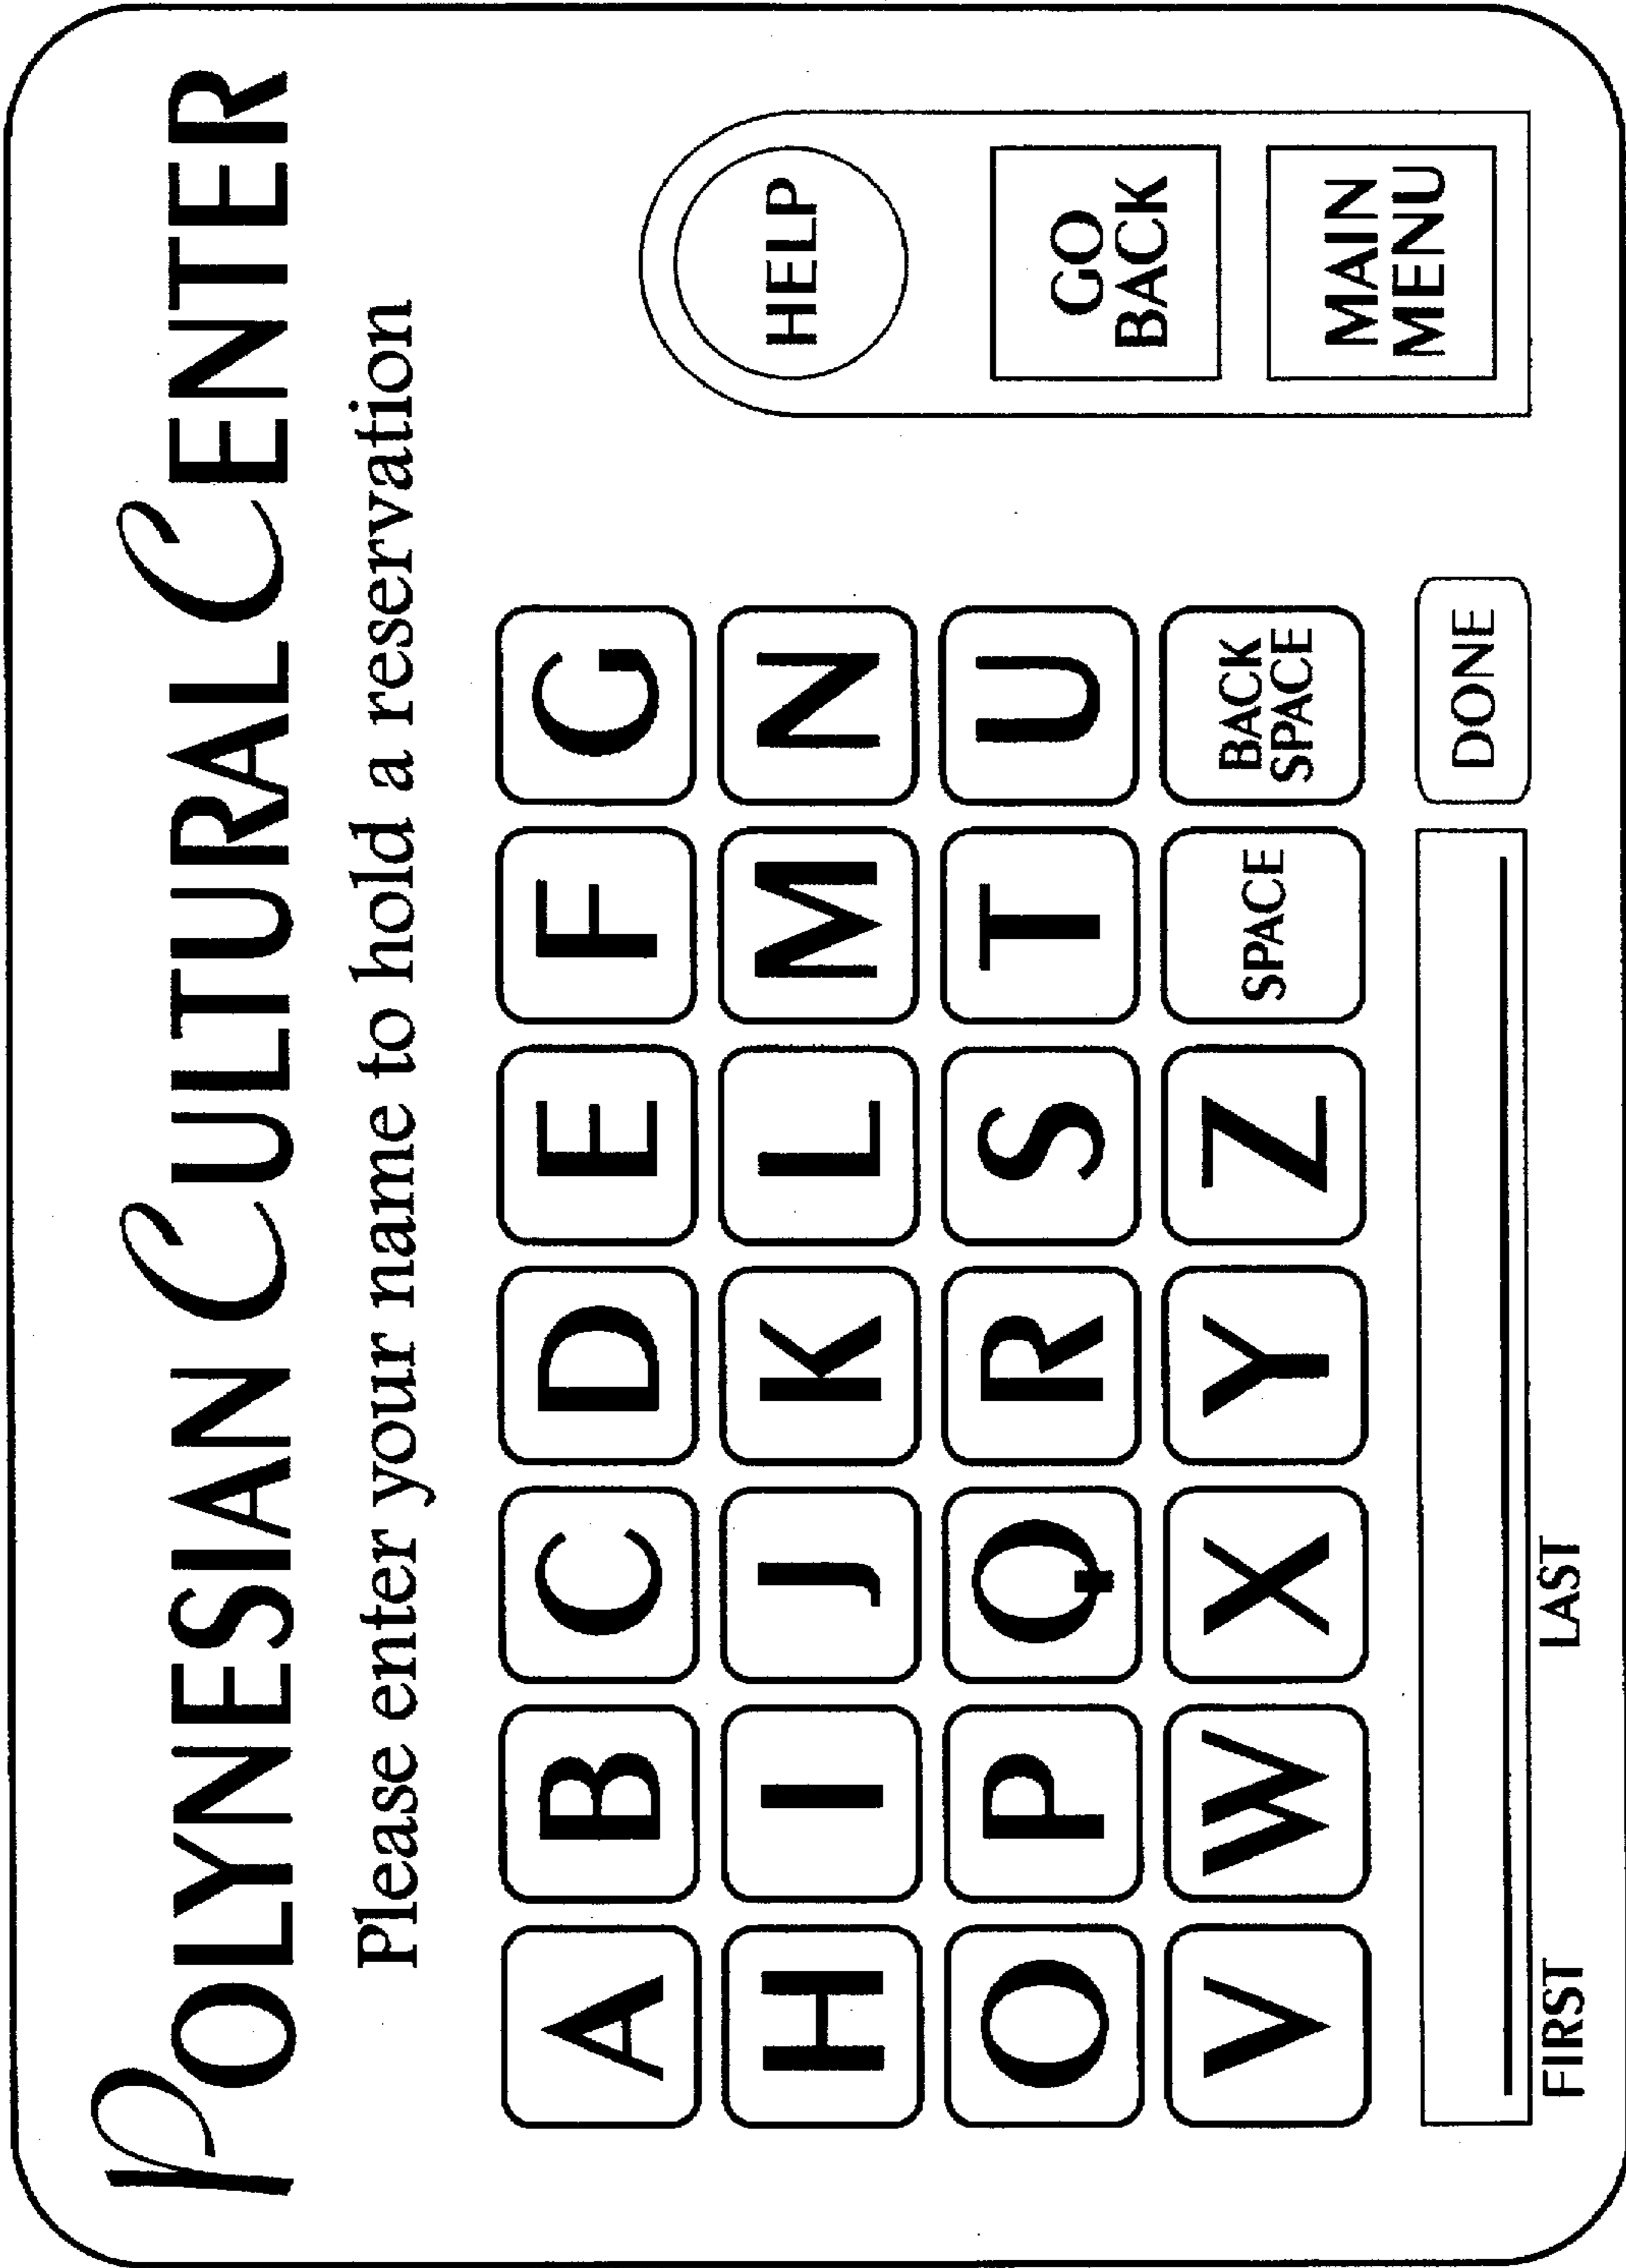 POLYNESIAN CULTURAL CENTER
Please enter your name to hold a reservation
A B C D E F G
H I J K L M N
O P Q R S T U
V W X Y Z SPACE BACK SPACE
DONE
FIRST LAST
HELP
GO
BACK
MAIN
MENU